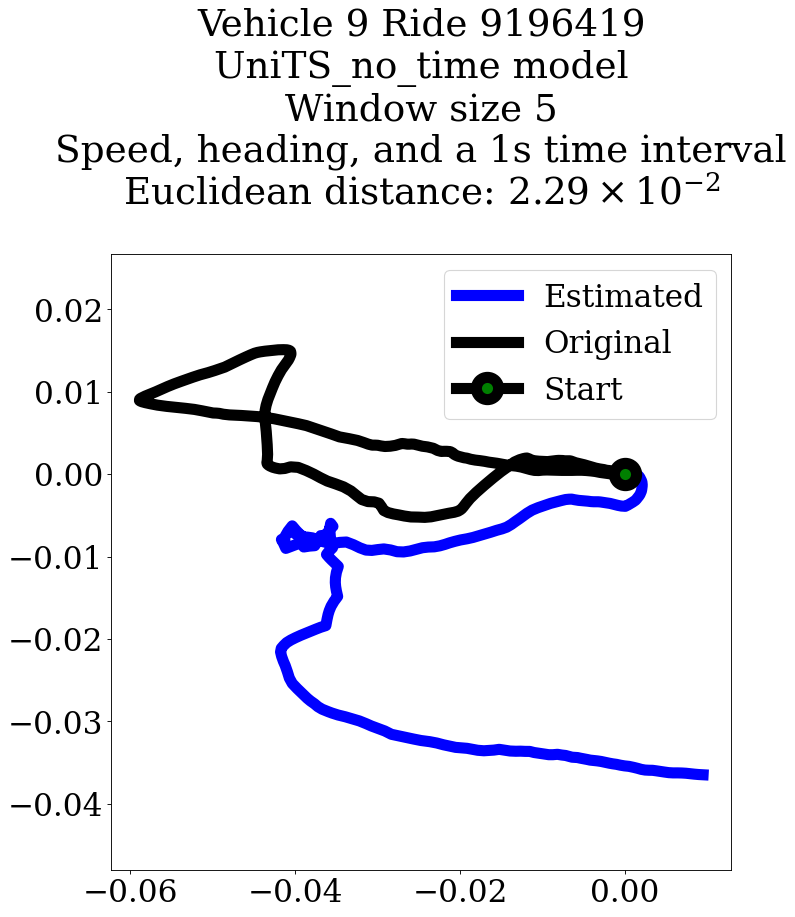 Vehicle 9 Ride 9196419
UniTS_no_time model
Window size 5
Speed, heading, and a 1s time interval
Euclidean distance: 2.29 × 10⁻²
Estimated
Original
Start
0.02
0.01
0.00
−0.01
−0.02
−0.03
−0.04
−0.06 −0.04 −0.02 0.00